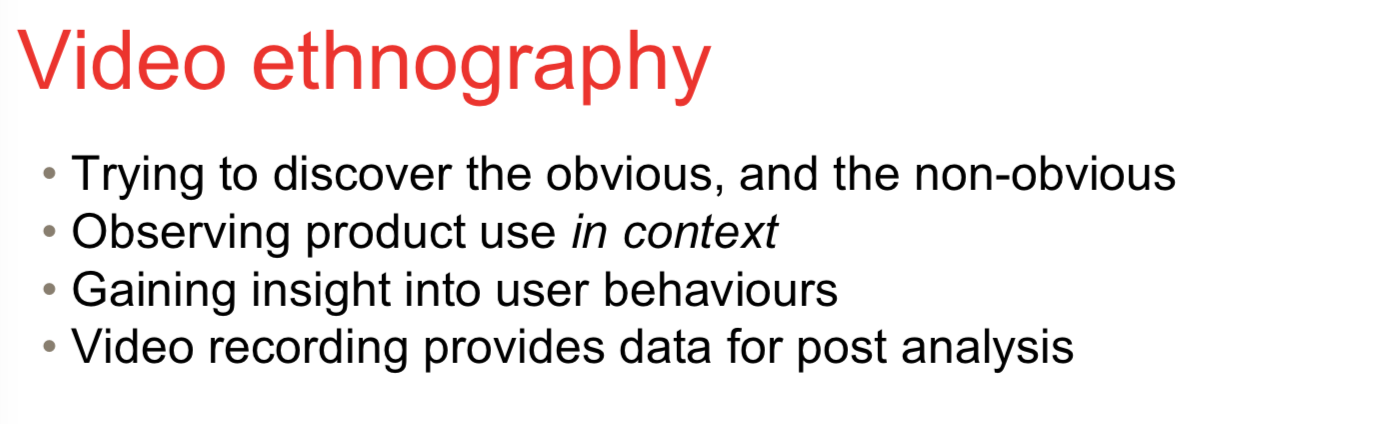 Video ethnography
• Trying to discover the obvious, and the non-obvious
• Observing product use in context
• Gaining insight into user behaviours
• Video recording provides data for post analysis